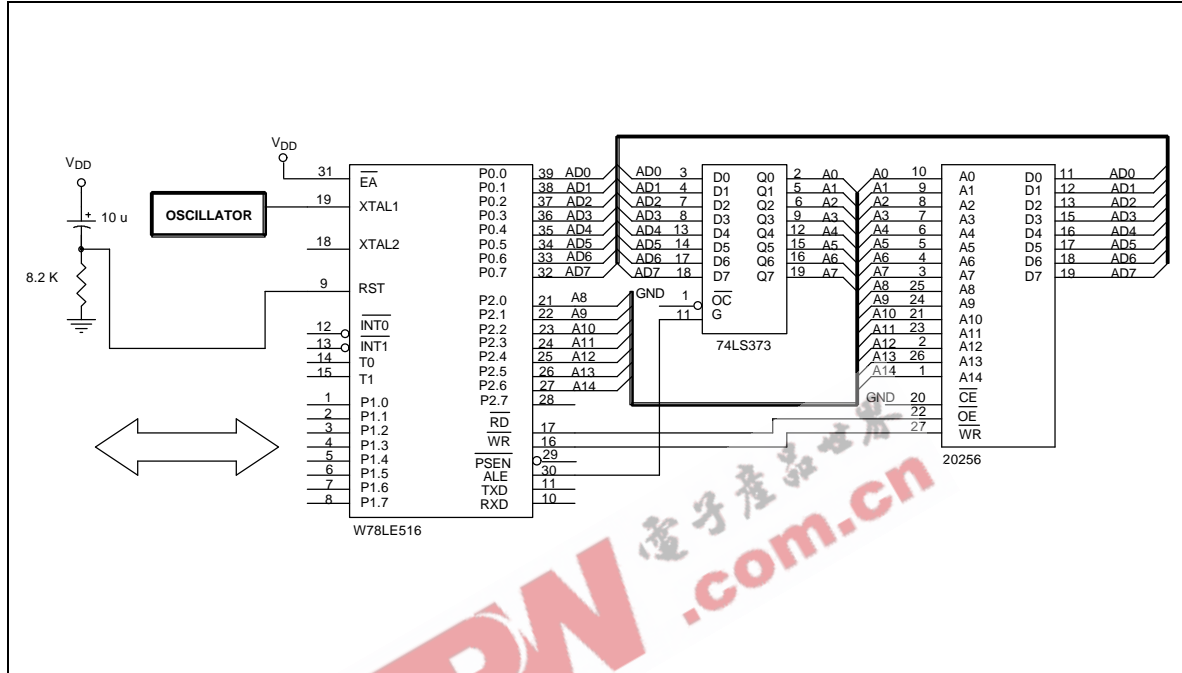 VDD
10 u
8.2 K
OSCILLATOR
VDD
31 EA
19 XTAL1
18 XTAL2
9 RST
12 INT0
13 INT1
14 T0
15 T1
1 P1.0
2 P1.1
3 P1.2
4 P1.3
5 P1.4
6 P1.5
7 P1.6
8 P1.7
P0.0 39 AD0
P0.1 38 AD1
P0.2 37 AD2
P0.3 36 AD3
P0.4 35 AD4
P0.5 34 AD5
P0.6 33 AD6
P0.7 32 AD7
P2.0 21 A8
P2.1 22 A9
P2.2 23 A10
P2.3 24 A11
P2.4 25 A12
P2.5 26 A13
P2.6 27 A14
P2.7 28
RD 17
WR 16
PSEN 29
ALE 30
TXD 11
RXD 10
W78LE516
AD0 3 D0 Q0 2 A0
AD1 4 D1 Q1 5 A1
AD2 7 D2 Q2 6 A2
AD3 8 D3 Q3 9 A3
AD4 13 D4 Q4 12 A4
AD5 14 D5 Q5 15 A5
AD6 17 D6 Q6 16 A6
AD7 18 D7 Q7 19 A7
GND 1 OC
11 G
74LS373
A0 10 A0 D0 11 AD0
A1 9 A1 D1 12 AD1
A2 8 A2 D2 13 AD2
A3 7 A3 D3 15 AD3
A4 6 A4 D4 16 AD4
A5 5 A5 D5 17 AD5
A6 4 A6 D6 18 AD6
A7 3 A7 D7 19 AD7
A8 25 A8
A9 24 A9
A10 21 A10
A11 23 A11
A12 2 A12
A13 26 A13
A14 1 A14
GND 20 CE
22 OE
27 WR
20256
電子產品世界
.com.cn